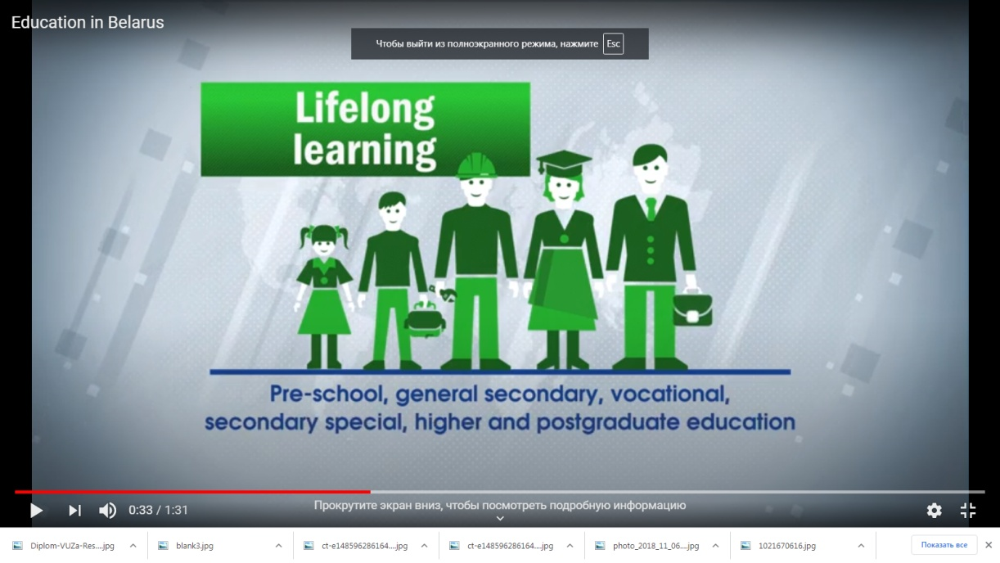 Education in Belarus
Чтобы выйти из полноэкранного режима, нажмите Esc
Lifelong
learning
Pre-school, general secondary, vocational,
secondary special, higher and postgraduate education
0:33 / 1:31
Прокрутите экран вниз, чтобы посмотреть подробную информацию
Diplom-VUZa-Res....jpg
blank3.jpg
ct-e148596286164....jpg
ct-e148596286164....jpg
photo_2018_11_06....jpg
1021670616.jpg
Показать все